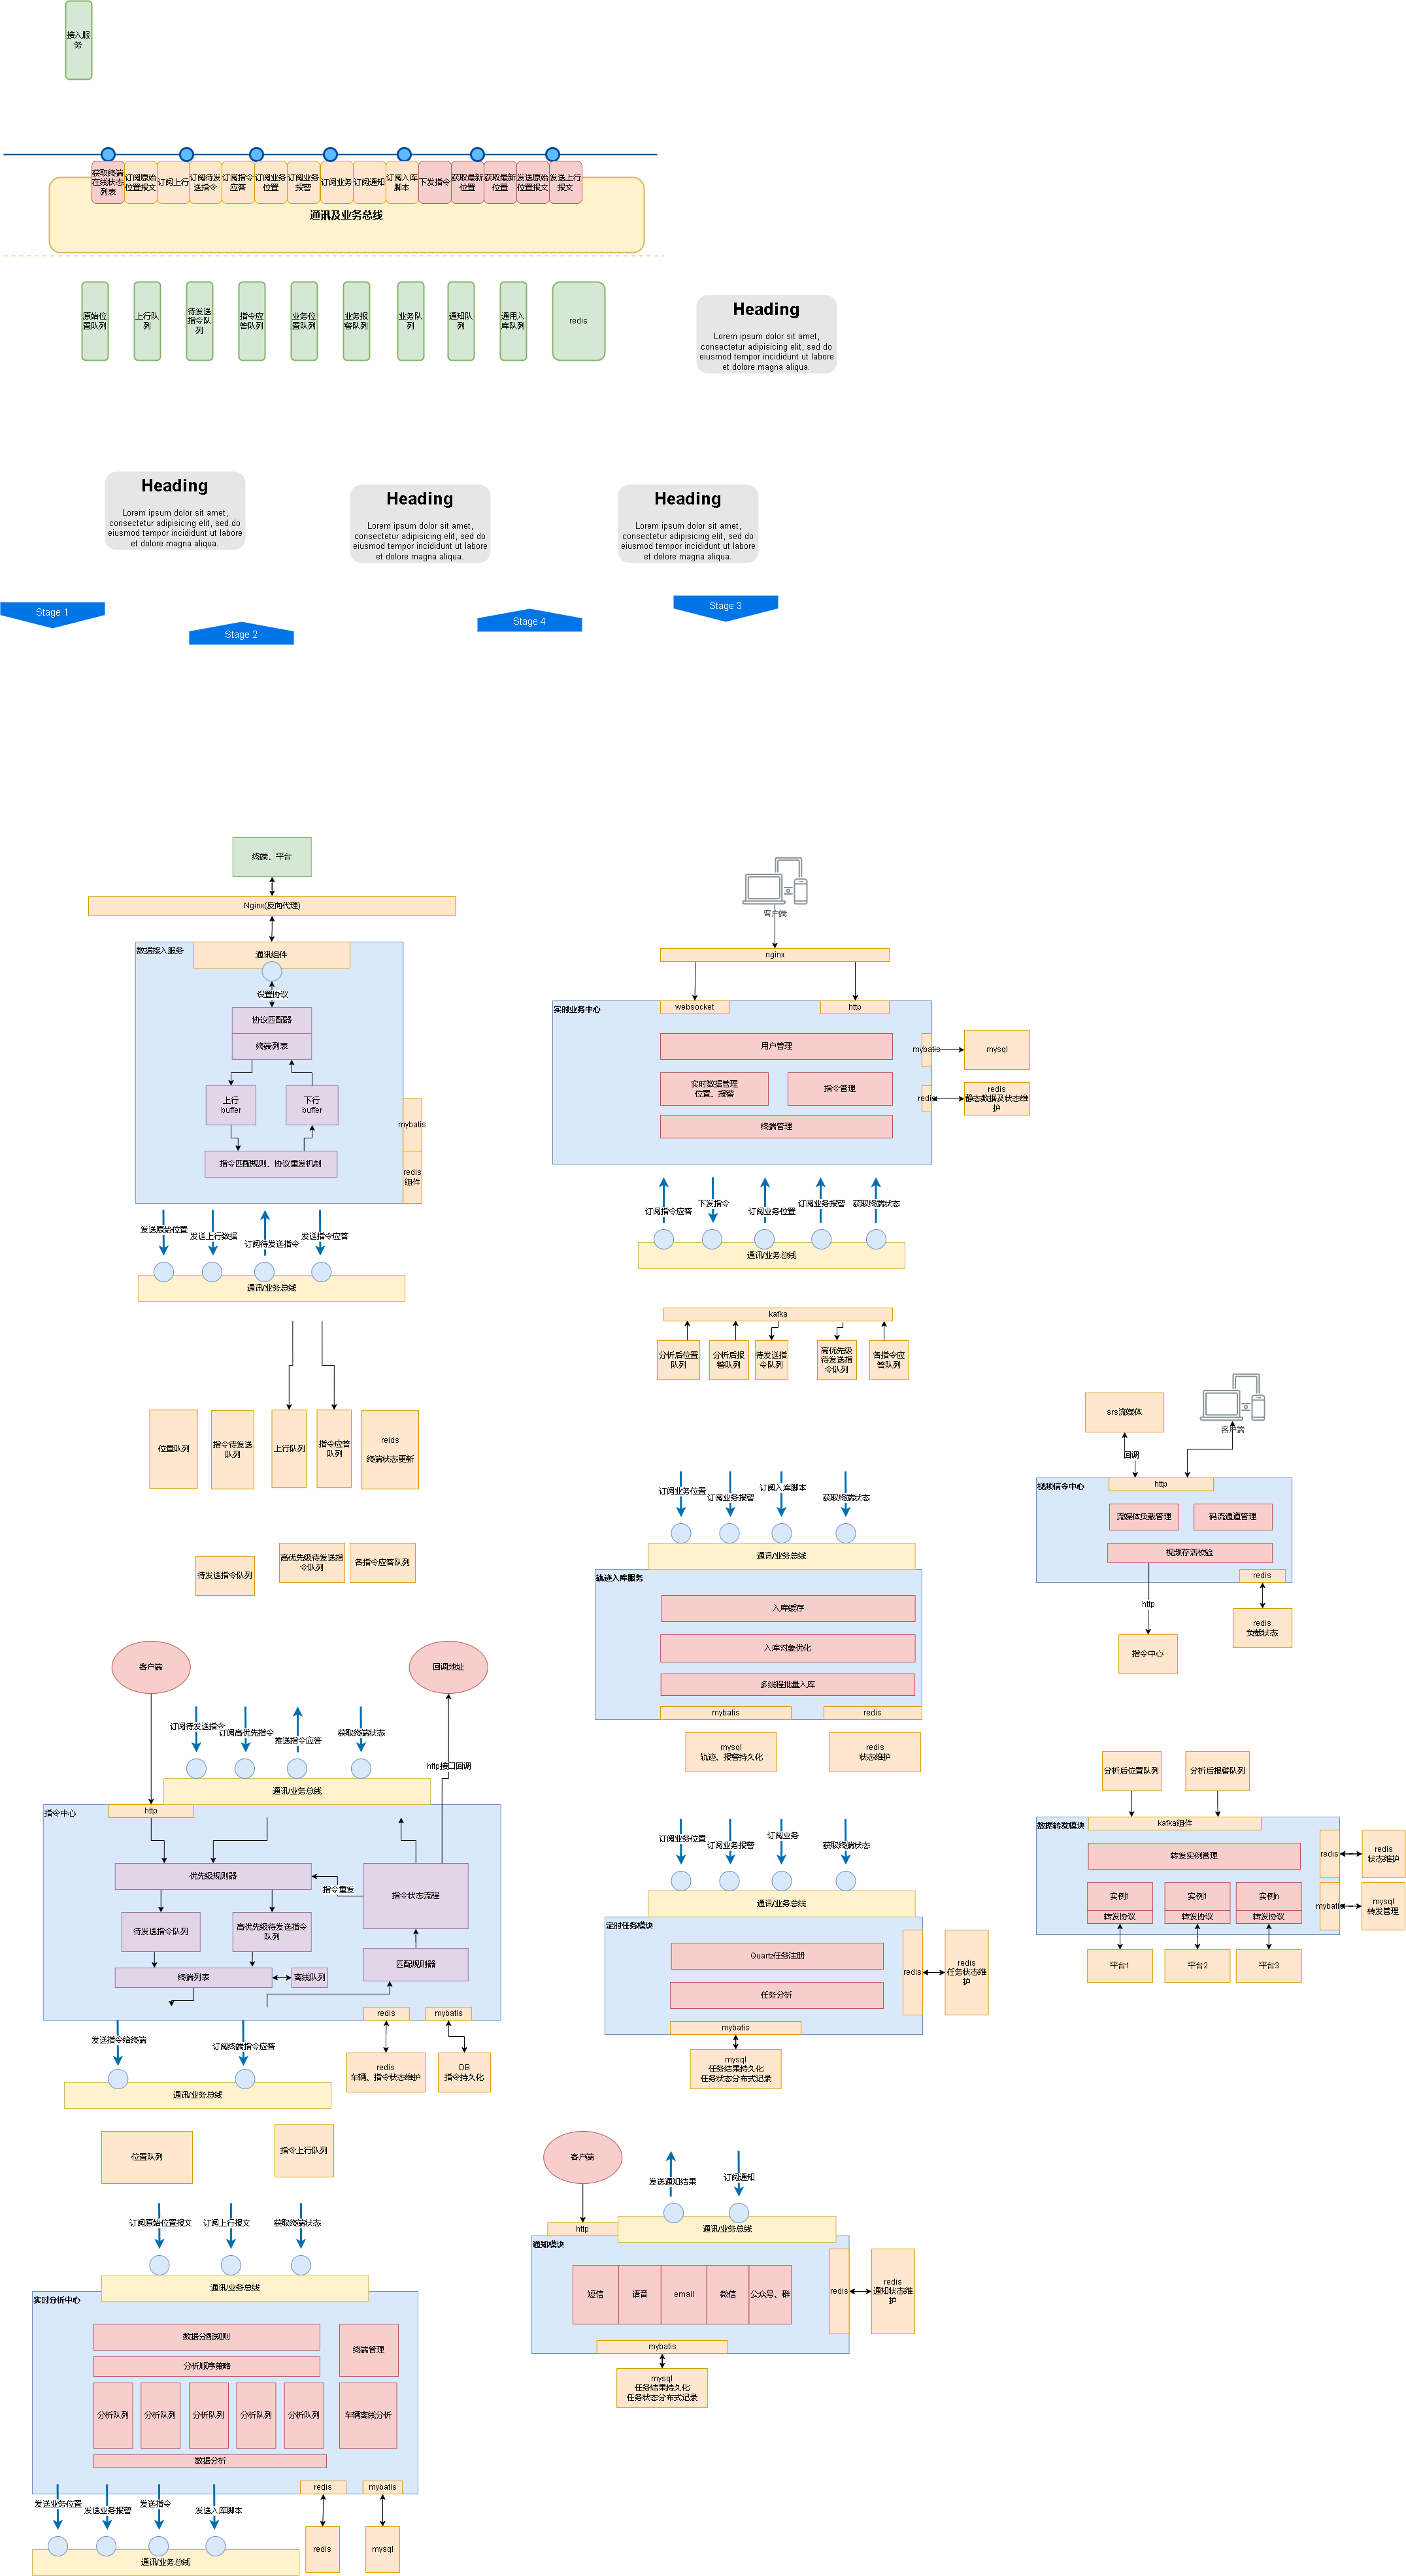 接入服
务
获取终端
在线状态
列表
订阅原始
位置报文
订阅上行
订阅待发
送指令
订阅指令
应答
订阅业务
位置
订阅业务
报警
订阅业务
订阅通知
订阅入库
脚本
下发指令
获取最新
位置
获取最新
位置
发送原始
位置报文
发送上行
报文
通讯及业务总线
原始位
置队列
上行队
列
待发送
指令队
列
指令应
答队列
业务位
置队列
业务报
警队列
业务队
列
通知队
列
通用入
库队列
redis
Heading
Lorem ipsum dolor sit amet,
consectetur adipisicing elit, sed do
eiusmod tempor incididunt ut labore
et dolore magna aliqua.
Heading
Lorem ipsum dolor sit amet,
consectetur adipisicing elit, sed do
eiusmod tempor incididunt ut labore
et dolore magna aliqua.
Heading
Lorem ipsum dolor sit amet,
consectetur adipisicing elit, sed do
eiusmod tempor incididunt ut labore
et dolore magna aliqua.
Heading
Lorem ipsum dolor sit amet,
consectetur adipisicing elit, sed do
eiusmod tempor incididunt ut labore
et dolore magna aliqua.
Stage 1
Stage 2
Stage 4
Stage 3
终端、平台
Nginx(反向代理)
数据接入服务
通讯组件
设置协议
协议匹配器
终端列表
上行
buffer
下行
buffer
指令匹配规则、协议重发机制
mybatis
redis
组件
发送原始位置
发送上行数据
订阅待发送指令
发送指令应答
通讯/业务总线
位置队列
指令待发送
队列
上行队列
指令应答
队列
reids
终端状态更新
待发送指令队列
高优先级待发送指
令队列
各指令应答队列
客户端
回调地址
订阅待发送指令
订阅高优先指令
推送指令应答
获取终端状态
http接口回调
通讯/业务总线
指令中心
http
优先级规则器
指令重发
指令状态流程
待发送指令队列
高优先级待发送指令
队列
匹配规则器
终端列表
离线队列
redis
mybatis
发送指令给终端
订阅终端指令应答
redis
车辆、指令状态维护
DB
指令持久化
通讯/业务总线
位置队列
指令上行队列
订阅原始位置报文
订阅上行报文
获取终端状态
通讯/业务总线
实时分析中心
数据分配规则
终端管理
分析顺序策略
分析队列
分析队列
分析队列
分析队列
分析队列
车辆离线分析
数据分析
redis
mybatis
发送业务位置
发送业务报警
发送指令
发送入库脚本
redis
mysql
通讯/业务总线
客户端
nginx
实时业务中心
websocket
http
用户管理
实时数据管理
位置、报警
指令管理
终端管理
mybatis
mysql
redis
redis
静态数据及状态维
护
订阅指令应答
下发指令
订阅业务位置
订阅业务报警
获取终端状态
通讯/业务总线
kafka
分析后位置
队列
分析后报
警队列
待发送指
令队列
高优先级
待发送指
令队列
各指令应
答队列
订阅业务位置
订阅业务报警
订阅入库脚本
获取终端状态
通讯/业务总线
轨迹入库服务
入库缓存
入库对象优化
多线程批量入库
mybatis
redis
mysql
轨迹、报警持久化
redis
状态维护
订阅业务位置
订阅业务报警
订阅业务
获取终端状态
通讯/业务总线
定时任务模块
Quartz任务注册
任务分析
mybatis
redis
redis
任务状态维
护
mysql
任务结果持久化
任务状态分布式记录
客户端
发送通知结果
订阅通知
http
通讯/业务总线
通知模块
短信
语音
email
微信
公众号、群
redis
redis
通知状态维
护
mybatis
mysql
任务结果持久化
任务状态分布式记录
srs流媒体
客户端
回调
视频信令中心
http
流媒体负载管理
码流通道管理
视频存活校验
redis
http
redis
负载状态
指令中心
分析后位置队列
分析后报警队列
数据转发模块
kafka组件
转发实例管理
实例1
实例1
实例n
转发协议
转发协议
转发协议
redis
redis
状态维护
mybatis
mysql
转发管理
平台1
平台2
平台3